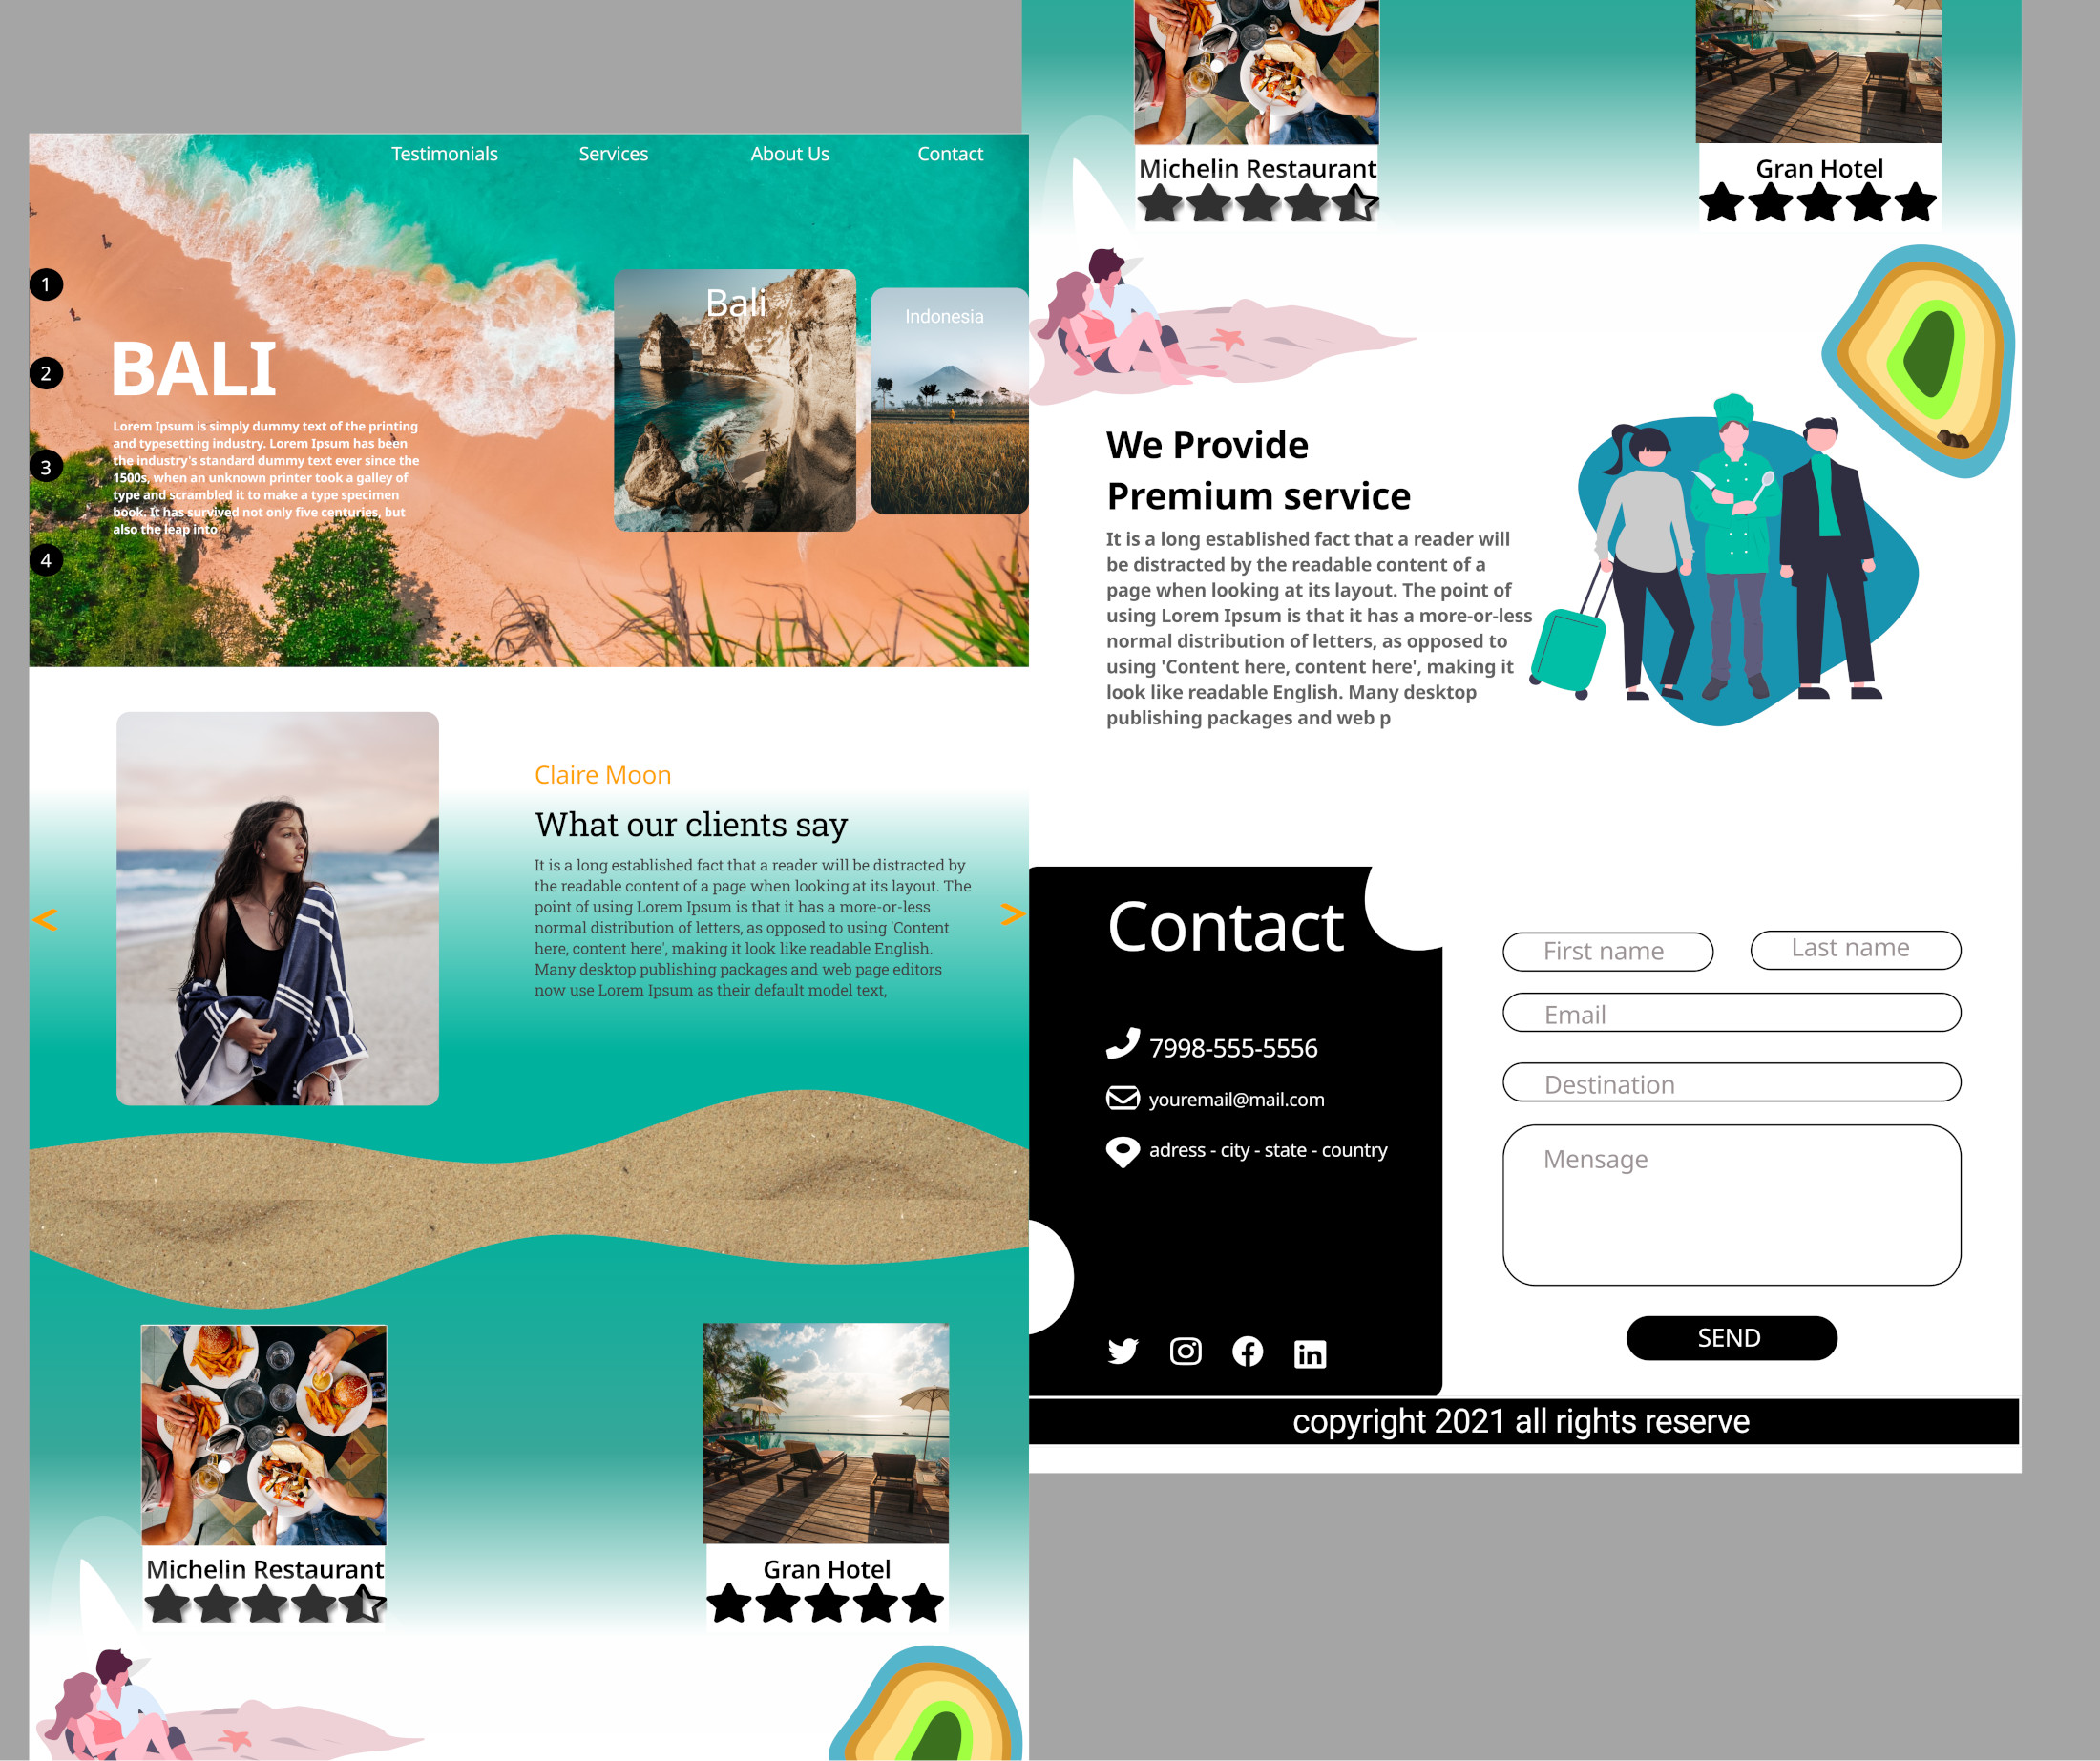 Testimonials Services About Us Contact
1
2
3
4
BALI
Lorem Ipsum is simply dummy text of the printing
and typesetting industry. Lorem Ipsum has been
the industry's standard dummy text ever since the
1500s, when an unknown printer took a galley of
type and scrambled it to make a type specimen
book. It has survived not only five centuries, but
also the leap into
Bali
Indonesia
Claire Moon
What our clients say
It is a long established fact that a reader will be distracted by
the readable content of a page when looking at its layout. The
point of using Lorem Ipsum is that it has a more-or-less
normal distribution of letters, as opposed to using 'Content
here, content here', making it look like readable English.
Many desktop publishing packages and web page editors
now use Lorem Ipsum as their default model text,
<
>
Michelin Restaurant
Gran Hotel
Michelin Restaurant
Gran Hotel
We Provide
Premium service
It is a long established fact that a reader will
be distracted by the readable content of a
page when looking at its layout. The point of
using Lorem Ipsum is that it has a more-or-less
normal distribution of letters, as opposed to
using 'Content here, content here', making it
look like readable English. Many desktop
publishing packages and web p
Contact
7998-555-5556
youremail@mail.com
adress - city - state - country
First name
Last name
Email
Destination
Mensage
SEND
copyright 2021 all rights reserve